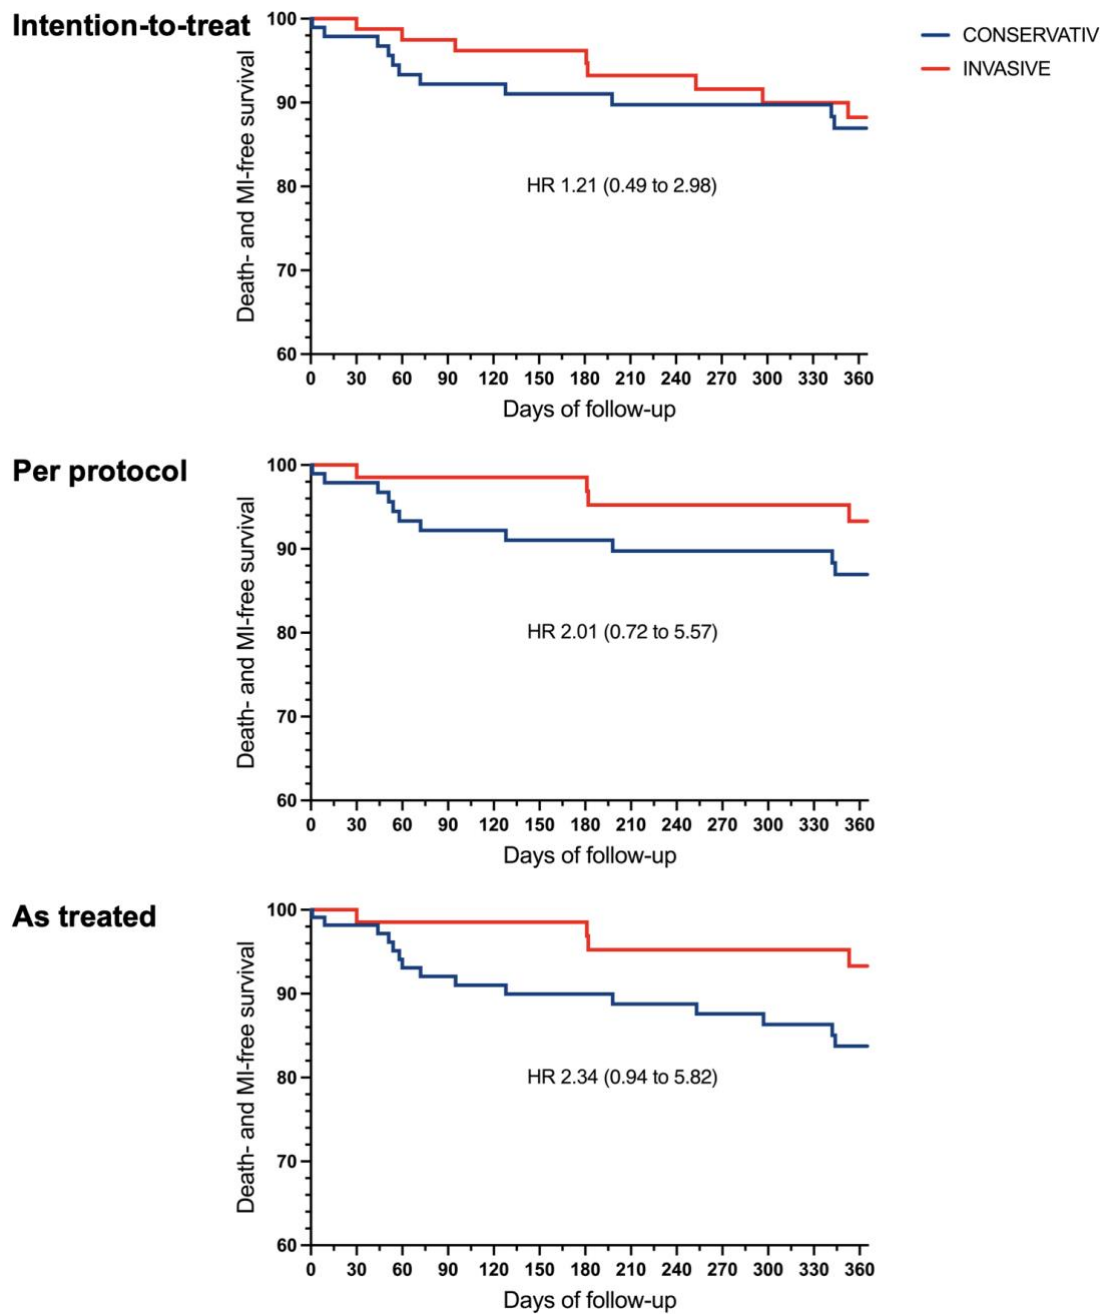 Intention-to-treat
CONSERVATIV
INVASIVE
Death- and MI-free survival
100
90
80
70
60
HR 1.21 (0.49 to 2.98)
0 30 60 90 120 150 180 210 240 270 300 330 360
Days of follow-up
Per protocol
Death- and MI-free survival
100
90
80
70
60
HR 2.01 (0.72 to 5.57)
0 30 60 90 120 150 180 210 240 270 300 330 360
Days of follow-up
As treated
Death- and MI-free survival
100
90
80
70
60
HR 2.34 (0.94 to 5.82)
0 30 60 90 120 150 180 210 240 270 300 330 360
Days of follow-up